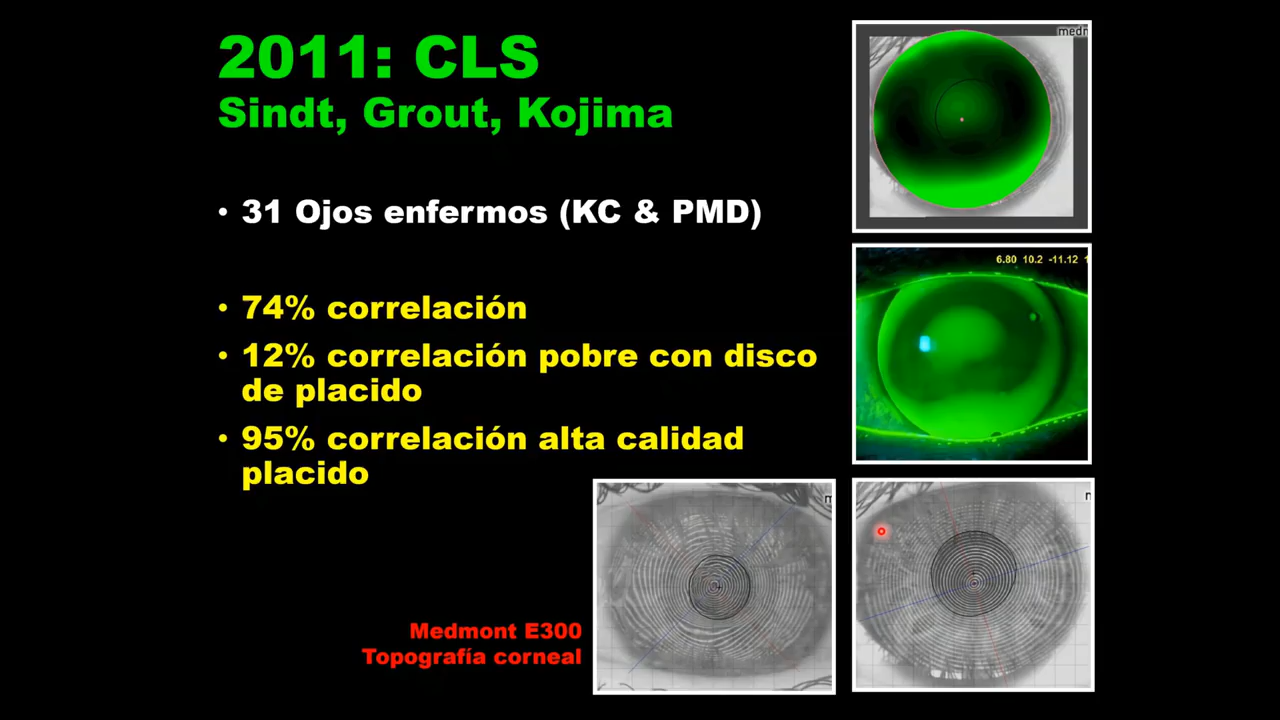 2011: CLS
Sindt, Grout, Kojima
• 31 Ojos enfermos (KC & PMD)
• 74% correlación
• 12% correlación pobre con disco
de placido
• 95% correlación alta calidad
placido
Medmont E300
Topografía corneal
6.80 10.2 -11.12